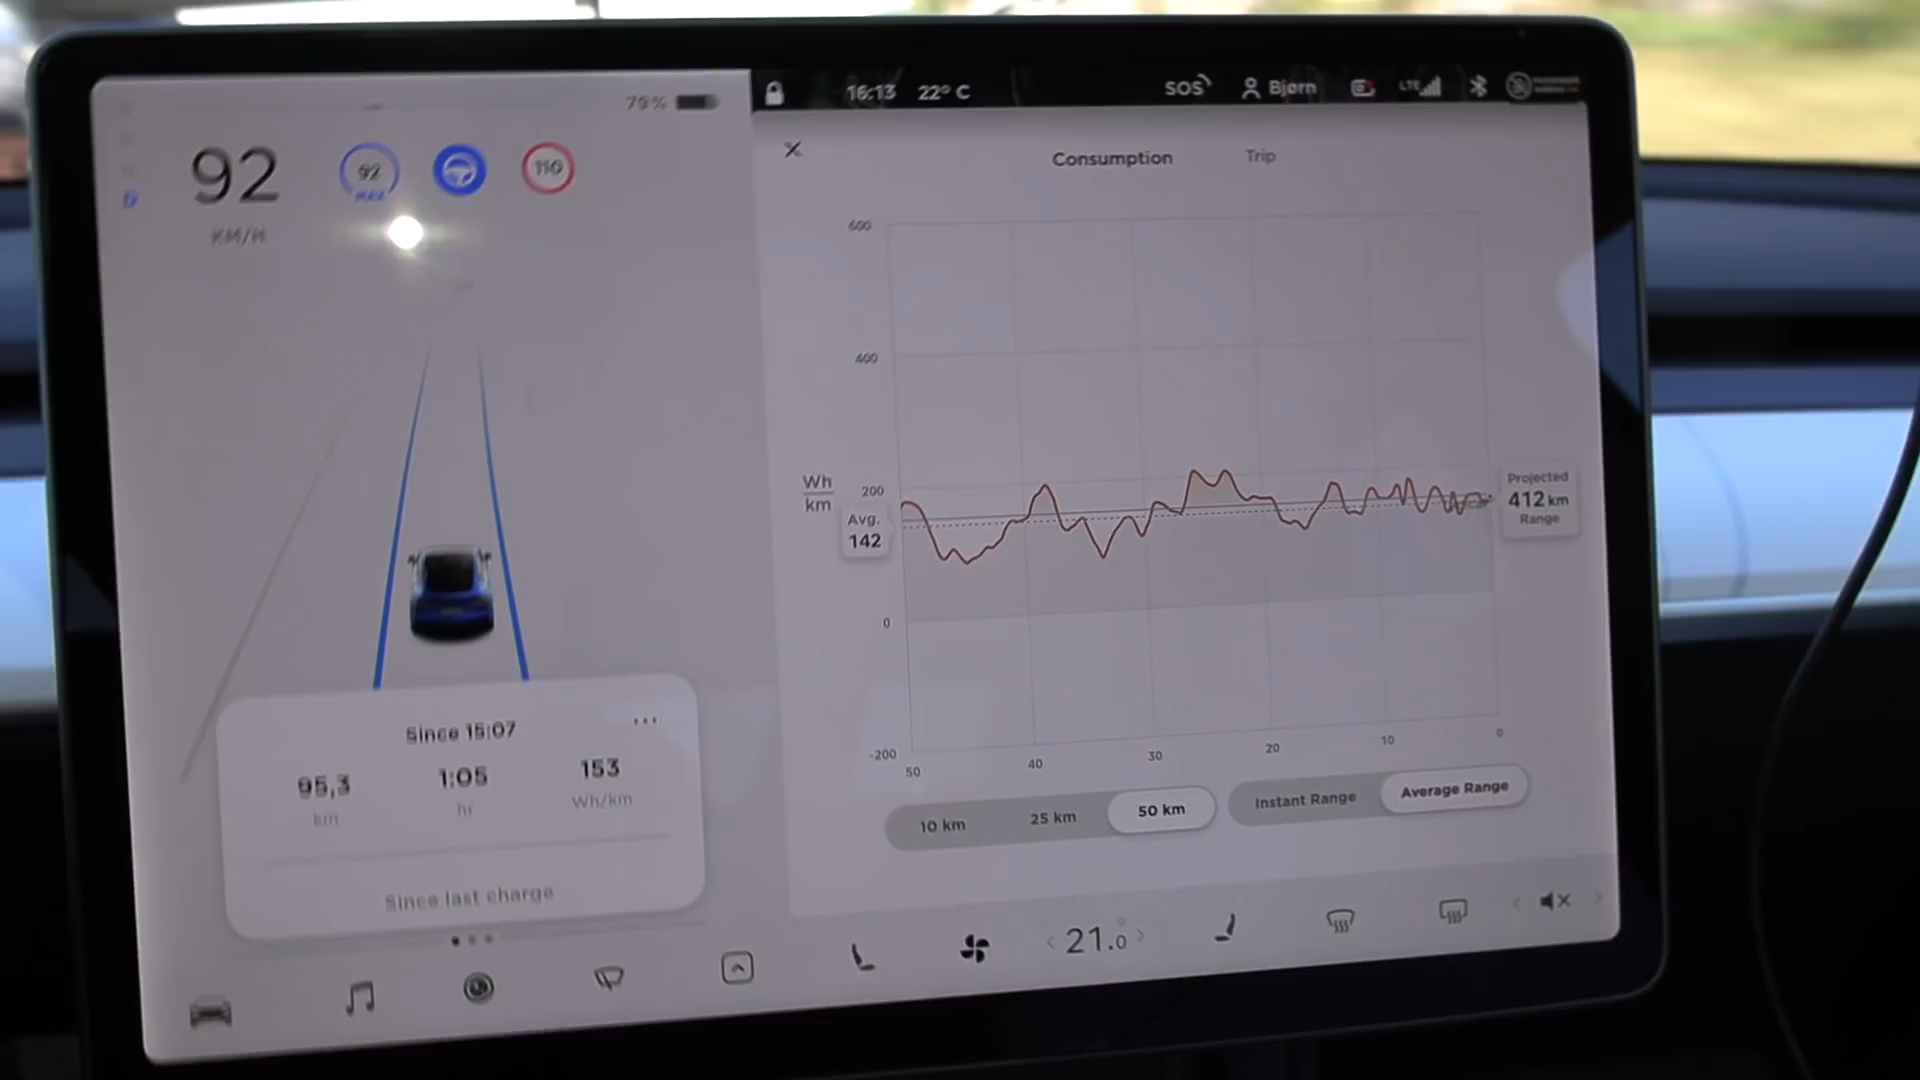 79%
16:13 22° C SOS Bjørn LTE
92
KM/H
92
MAX
110
Consumption Trip
600
400
200
0
-200
Wh
km
Avg.
142
Projected
412 km
Range
50 40 30 20 10 0
10 km 25 km 50 km
Instant Range Average Range
Since 15:07
95,3 1:05 153
km hr Wh/km
Since last charge
21.0